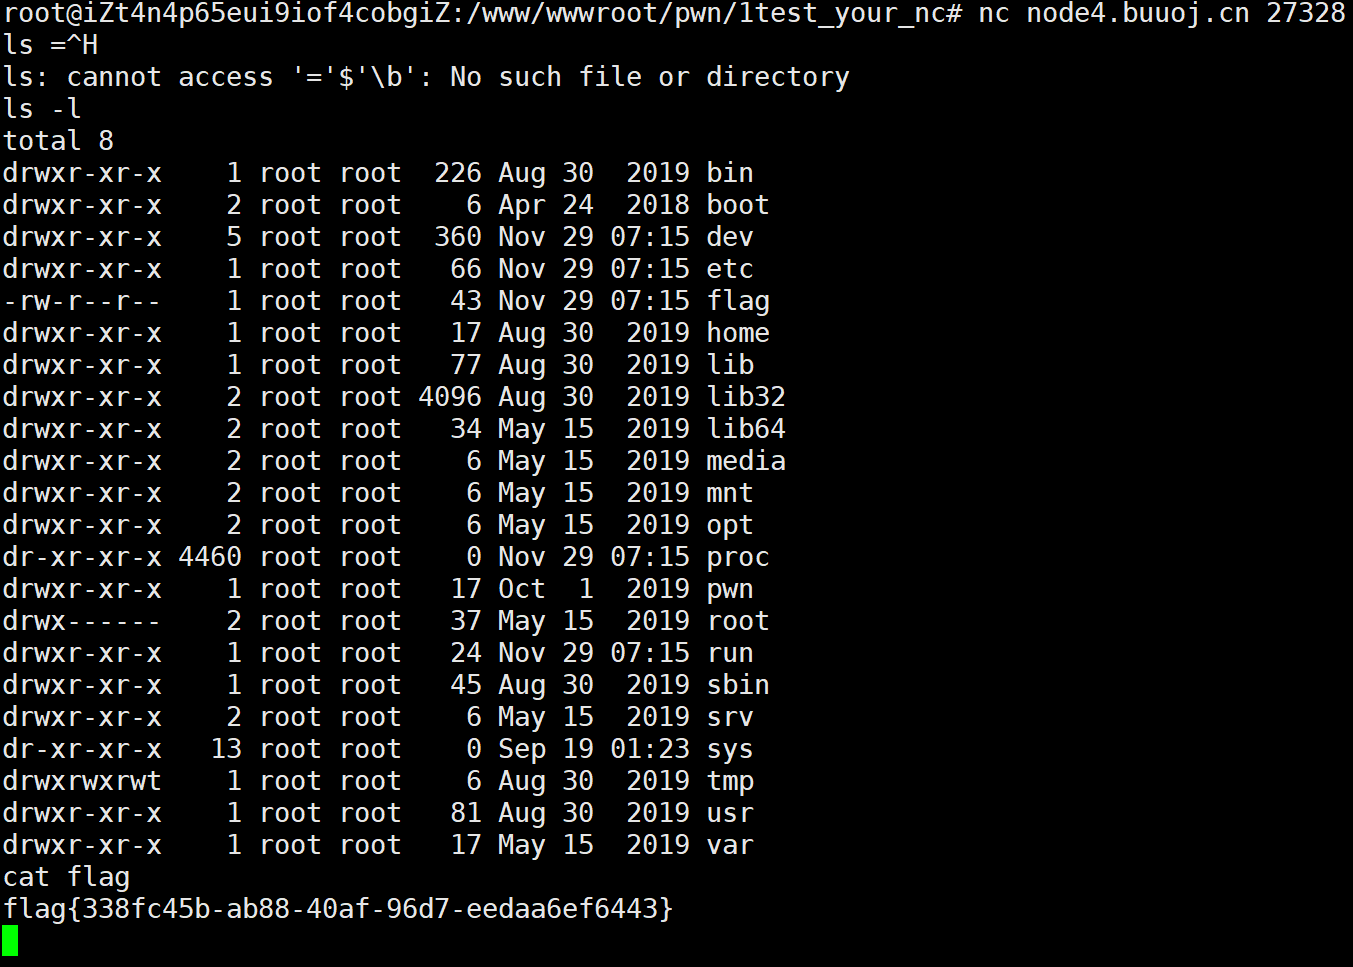 root@iZt4n4p65eui9iof4cobgiZ:/www/wwwroot/pwn/1test_your_nc# nc node4.buuoj.cn 27328
ls =^H
ls: cannot access '='$'\b': No such file or directory
ls -l
total 8
drwxr-xr-x    1 root root  226 Aug 30  2019 bin
drwxr-xr-x    2 root root    6 Apr 24  2018 boot
drwxr-xr-x    5 root root  360 Nov 29 07:15 dev
drwxr-xr-x    1 root root   66 Nov 29 07:15 etc
-rw-r--r--    1 root root   43 Nov 29 07:15 flag
drwxr-xr-x    1 root root   17 Aug 30  2019 home
drwxr-xr-x    1 root root   77 Aug 30  2019 lib
drwxr-xr-x    2 root root 4096 Aug 30  2019 lib32
drwxr-xr-x    2 root root   34 May 15  2019 lib64
drwxr-xr-x    2 root root    6 May 15  2019 media
drwxr-xr-x    2 root root    6 May 15  2019 mnt
drwxr-xr-x    2 root root    6 May 15  2019 opt
dr-xr-xr-x 4460 root root    0 Nov 29 07:15 proc
drwxr-xr-x    1 root root   17 Oct  1  2019 pwn
drwx------    2 root root   37 May 15  2019 root
drwxr-xr-x    1 root root   24 Nov 29 07:15 run
drwxr-xr-x    1 root root   45 Aug 30  2019 sbin
drwxr-xr-x    2 root root    6 May 15  2019 srv
dr-xr-xr-x   13 root root    0 Sep 19 01:23 sys
drwxrwxrwt    1 root root    6 Aug 30  2019 tmp
drwxr-xr-x    1 root root   81 Aug 30  2019 usr
drwxr-xr-x    1 root root   17 May 15  2019 var
cat flag
flag{338fc45b-ab88-40af-96d7-eedaa6ef6443}